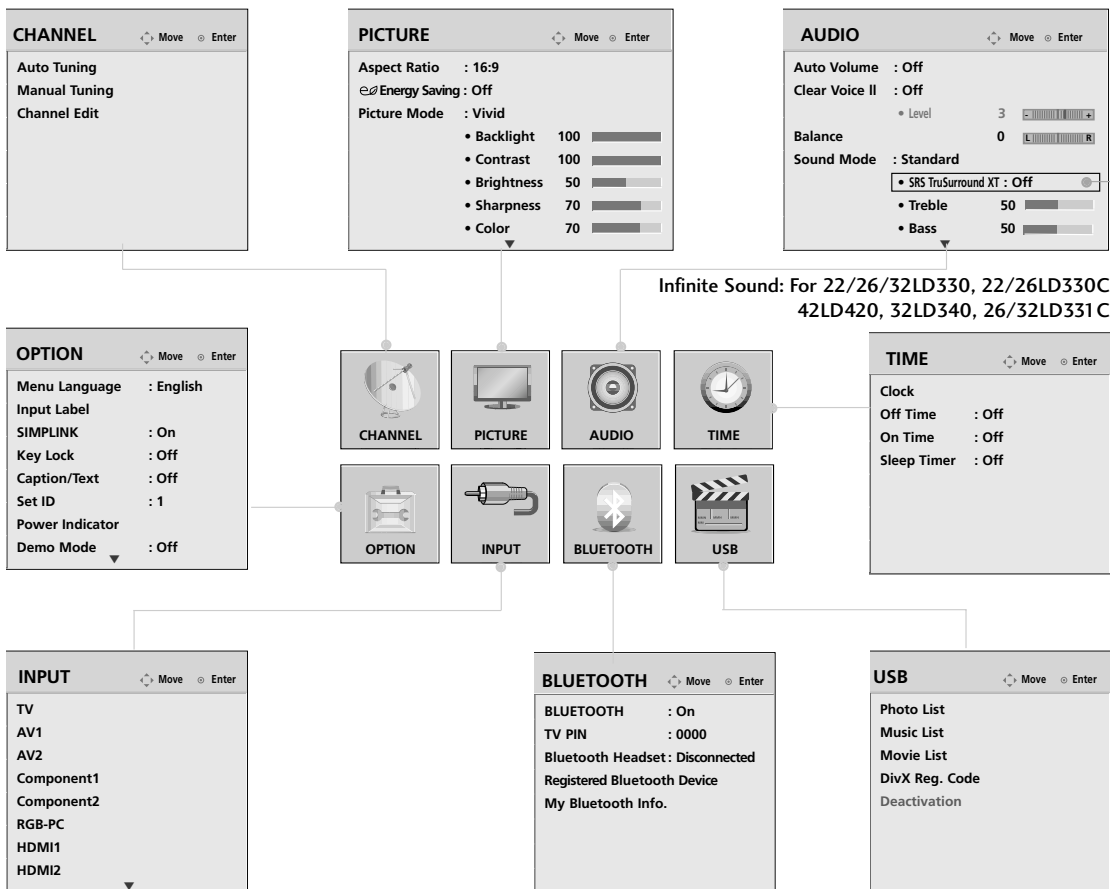 CHANNEL Move Enter
Auto Tuning
Manual Tuning
Channel Edit
PICTURE Move Enter
Aspect Ratio : 16:9
Energy Saving : Off
Picture Mode : Vivid
• Backlight 100
• Contrast 100
• Brightness 50
• Sharpness 70
• Color 70
AUDIO Move Enter
Auto Volume : Off
Clear Voice ll : Off
• Level 3 - +
Balance 0 L R
Sound Mode : Standard
• SRS TruSurround XT : Off
• Treble 50
• Bass 50
Infinite Sound: For 22/26/32LD330, 22/26LD330C
42LD420, 32LD340, 26/32LD331C
OPTION Move Enter
Menu Language : English
Input Label
SIMPLINK : On
Key Lock : Off
Caption/Text : Off
Set ID : 1
Power Indicator
Demo Mode : Off
CHANNEL
PICTURE
AUDIO
TIME
OPTION
INPUT
BLUETOOTH
USB
TIME Move Enter
Clock
Off Time : Off
On Time : Off
Sleep Timer : Off
INPUT Move Enter
TV
AV1
AV2
Component1
Component2
RGB-PC
HDMI1
HDMI2
BLUETOOTH Move Enter
BLUETOOTH : On
TV PIN : 0000
Bluetooth Headset : Disconnected
Registered Bluetooth Device
My Bluetooth Info.
USB Move Enter
Photo List
Music List
Movie List
DivX Reg. Code
Deactivation